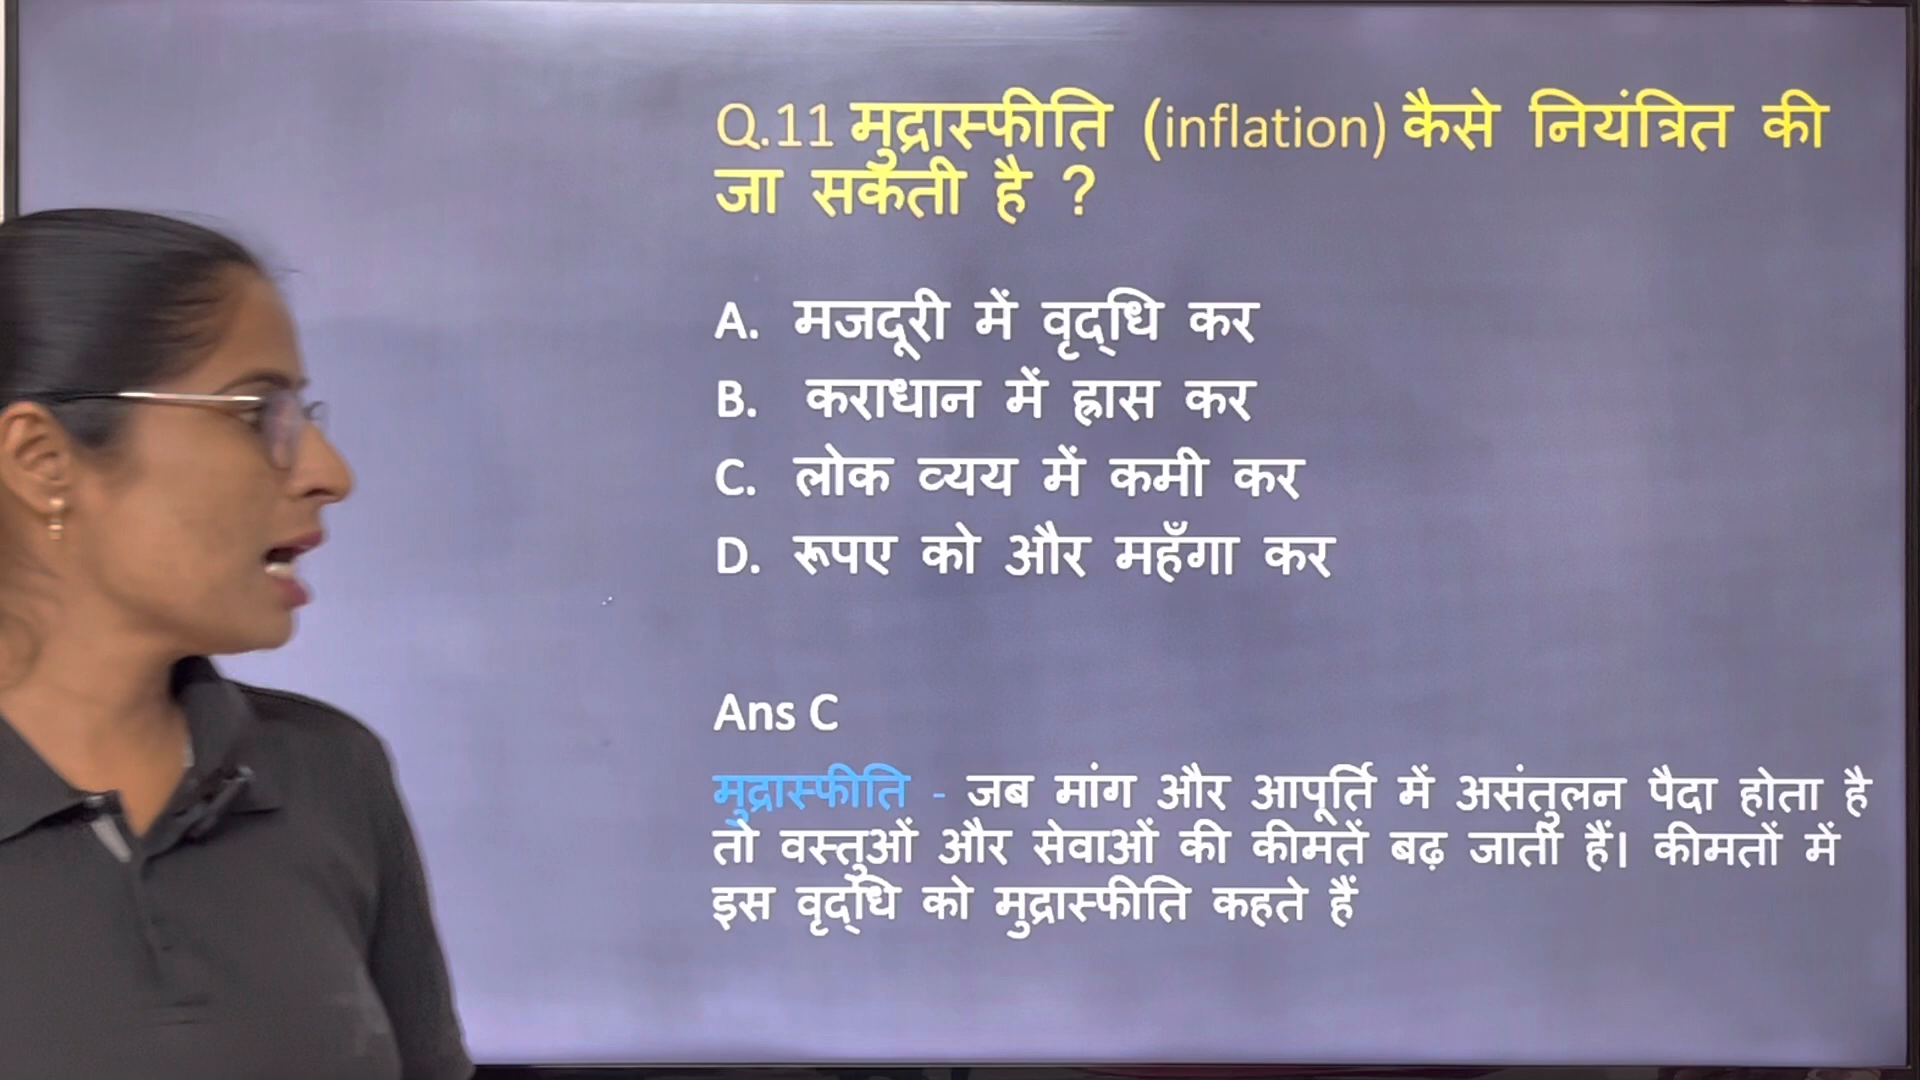 Q.11 मुद्रास्फीति (inflation) कैसे नियंत्रित की
जा सकती है ?
A. मजदूरी में वृद्धि कर
B. कराधान में ह्रास कर
C. लोक व्यय में कमी कर
D. रूपए को और महँगा कर
Ans C
मुद्रास्फीति - जब मांग और आपूर्ति में असंतुलन पैदा होता है
तो वस्तुओं और सेवाओं की कीमतें बढ़ जाती हैं। कीमतों में
इस वृद्धि को मुद्रास्फीति कहते हैं